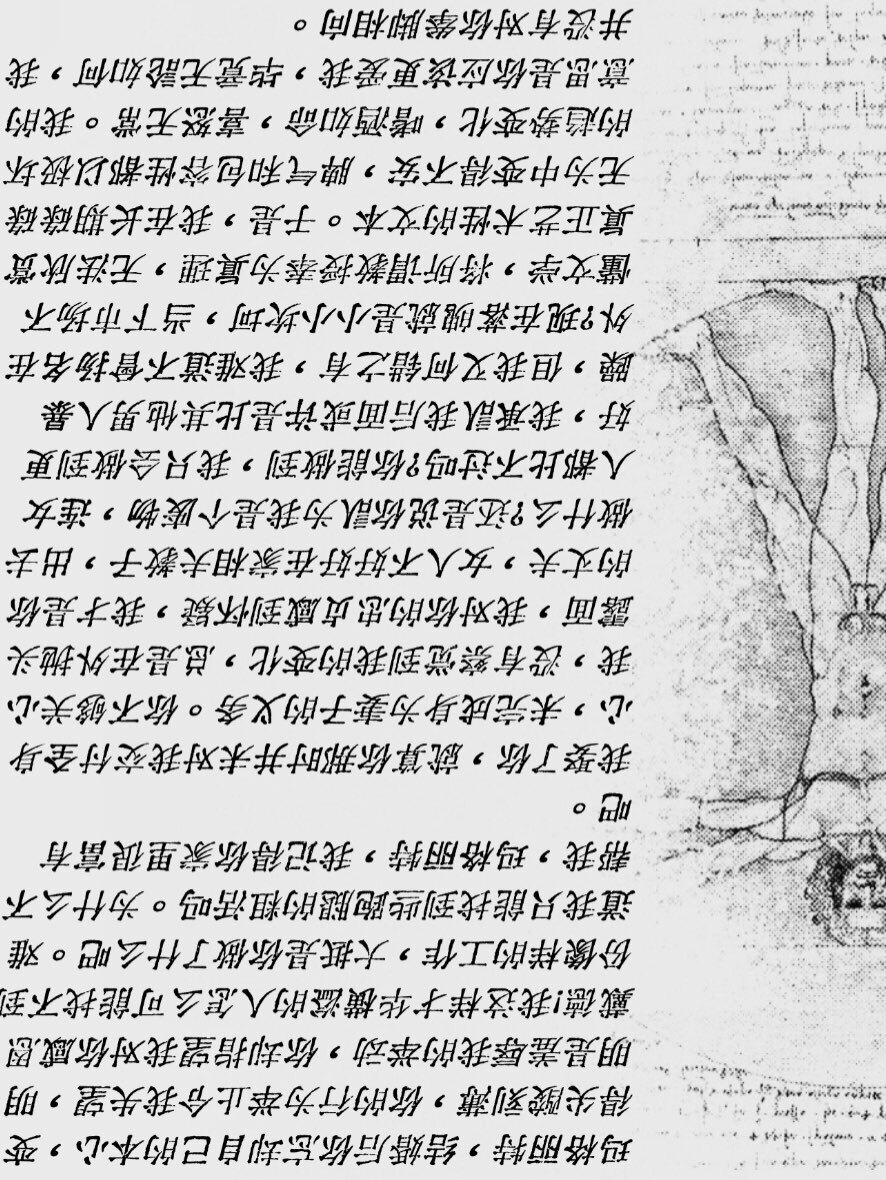 玛格丽特，结婚后你忘却自己的本心，变
得尖酸刻薄，你的行为举止令我失望，明
明是羞辱我的举动，你却指望我对你感恩
戴德!我这样才华横溢的人怎么可能找不到
份像样的工作，大抵是你做了什么吧。难
道我只能找到些跑腿的粗活吗。为什么不
帮我，玛格丽特，我记得你家里很富有
吧。
我娶了你，就算你那时并未对我交付全身
心，未完成身为妻子的义务。你不够关心
我，没有察觉到我的变化，总是在外抛头
露面，我对你的忠贞感到怀疑，我才是你
的丈夫，女人不好好在家相夫教子，出去
做什么?还是说你訞为我是个废物，连女
人都比不过吗?你能做到，我只会做到更
好，我承訞我后面或许是比其他男人暴
躁，但我又何错之有，我难道不曾扬名在
外?现在落魄就是小小坎坷，当下市场不
懂文学，将所谓教授奉为眞理，无法欣赏
眞正艺术性的文本。于是，我在长期碌碌
无为中变得不安，脾气和包容性都以极坏
的趋势变化，嗜酒如命，喜怒无常。我的
意思是你应该更爱我，毕竟无論如何，我
并没有对你拳脚相向。